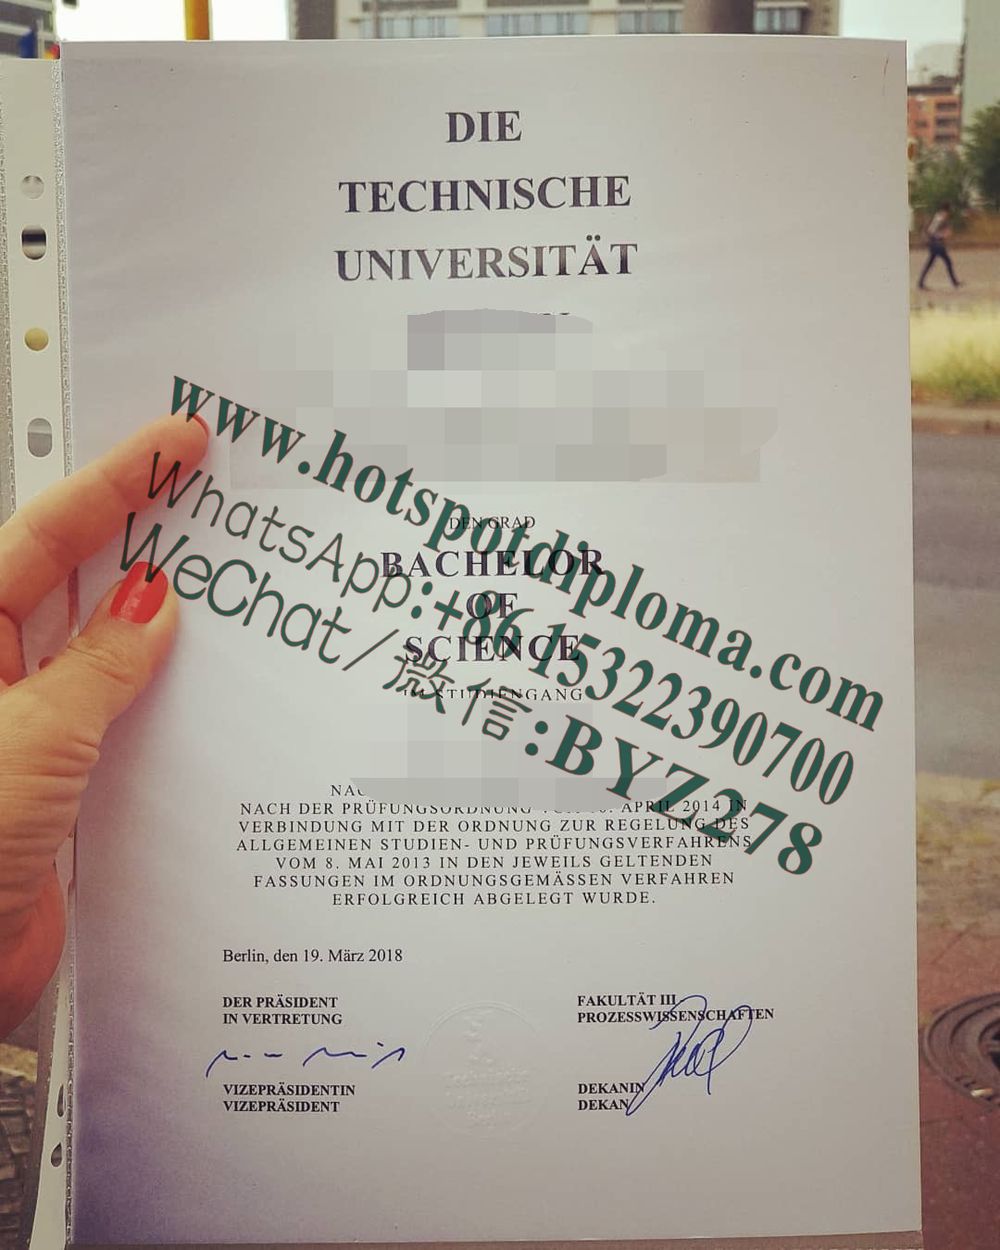 DIE
TECHNISCHE
UNIVERSITÄT
www.hotspotdiploma.com
WhatsApp:+86 15322390700
WeChat/微信:BYZ278
DEN GRAD
BACHELOR
OF
SCIENCE
IM STUDIENGANG
NACH DER PRÜFUNGSORDNUNG APRIL 2014 IN
VERBINDUNG MIT DER ORDNUNG ZUR REGELUNG DES
ALLGEMEINEN STUDIEN- UND PRÜFUNGSVERFAHRENS
VOM 8. MAI 2013 IN DEN JEWEILS GELTENDEN
FASSUNGEN IM ORDNUNGSGEMÄSSEN VERFAHREN
ERFOLGREICH ABGELEGT WURDE.
Berlin, den 19. März 2018
DER PRÄSIDENT
IN VERTRETUNG
VIZEPRÄSIDENTIN
VIZEPRÄSIDENT
FAKULTÄT III
PROZESSWISSENSCHAFTEN
DEKANIN
DEKAN